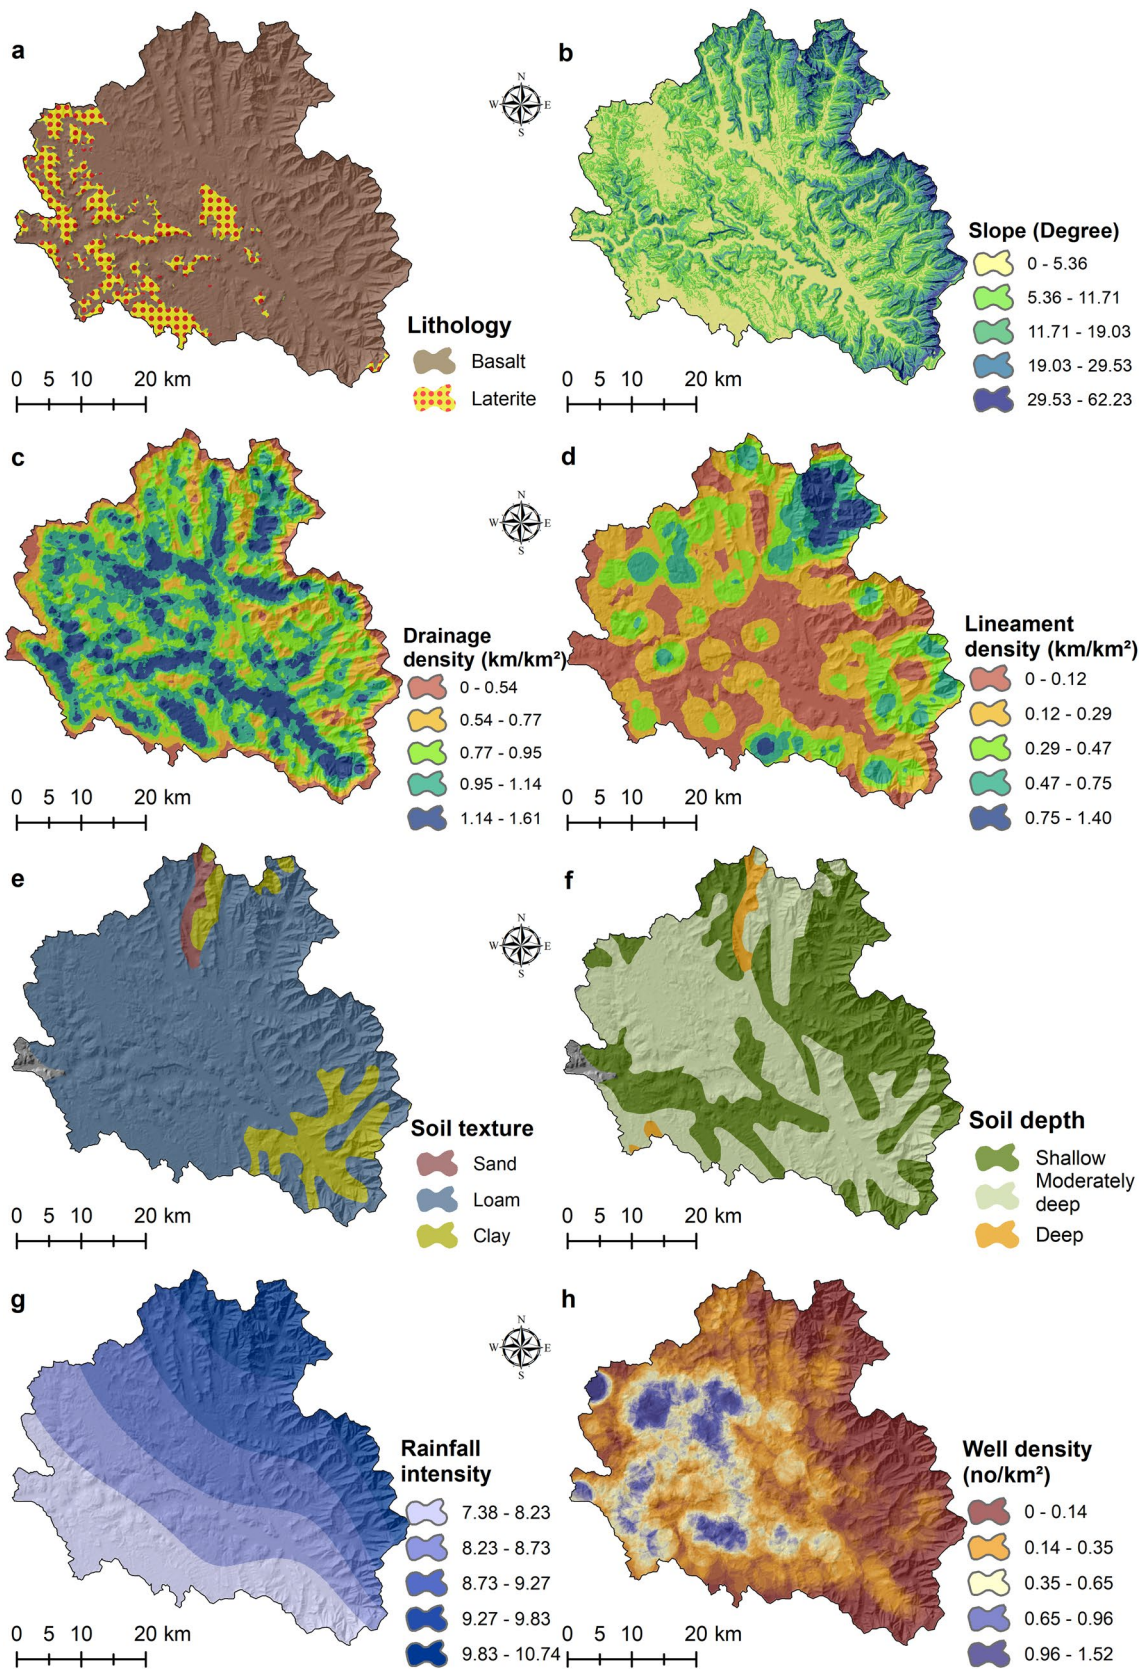 a
b
N
W E
S
Lithology
Basalt
Laterite
0 5 10 20 km
Slope (Degree)
0 - 5.36
5.36 - 11.71
11.71 - 19.03
19.03 - 29.53
29.53 - 62.23
0 5 10 20 km
c
d
N
W E
S
Drainage
density (km/km²)
0 - 0.54
0.54 - 0.77
0.77 - 0.95
0.95 - 1.14
1.14 - 1.61
0 5 10 20 km
Lineament
density (km/km²)
0 - 0.12
0.12 - 0.29
0.29 - 0.47
0.47 - 0.75
0.75 - 1.40
0 5 10 20 km
e
f
N
W E
S
Soil texture
Sand
Loam
Clay
0 5 10 20 km
Soil depth
Shallow
Moderately
deep
Deep
0 5 10 20 km
g
h
N
W E
S
Rainfall
intensity
7.38 - 8.23
8.23 - 8.73
8.73 - 9.27
9.27 - 9.83
9.83 - 10.74
0 5 10 20 km
Well density
(no/km²)
0 - 0.14
0.14 - 0.35
0.35 - 0.65
0.65 - 0.96
0.96 - 1.52
0 5 10 20 km